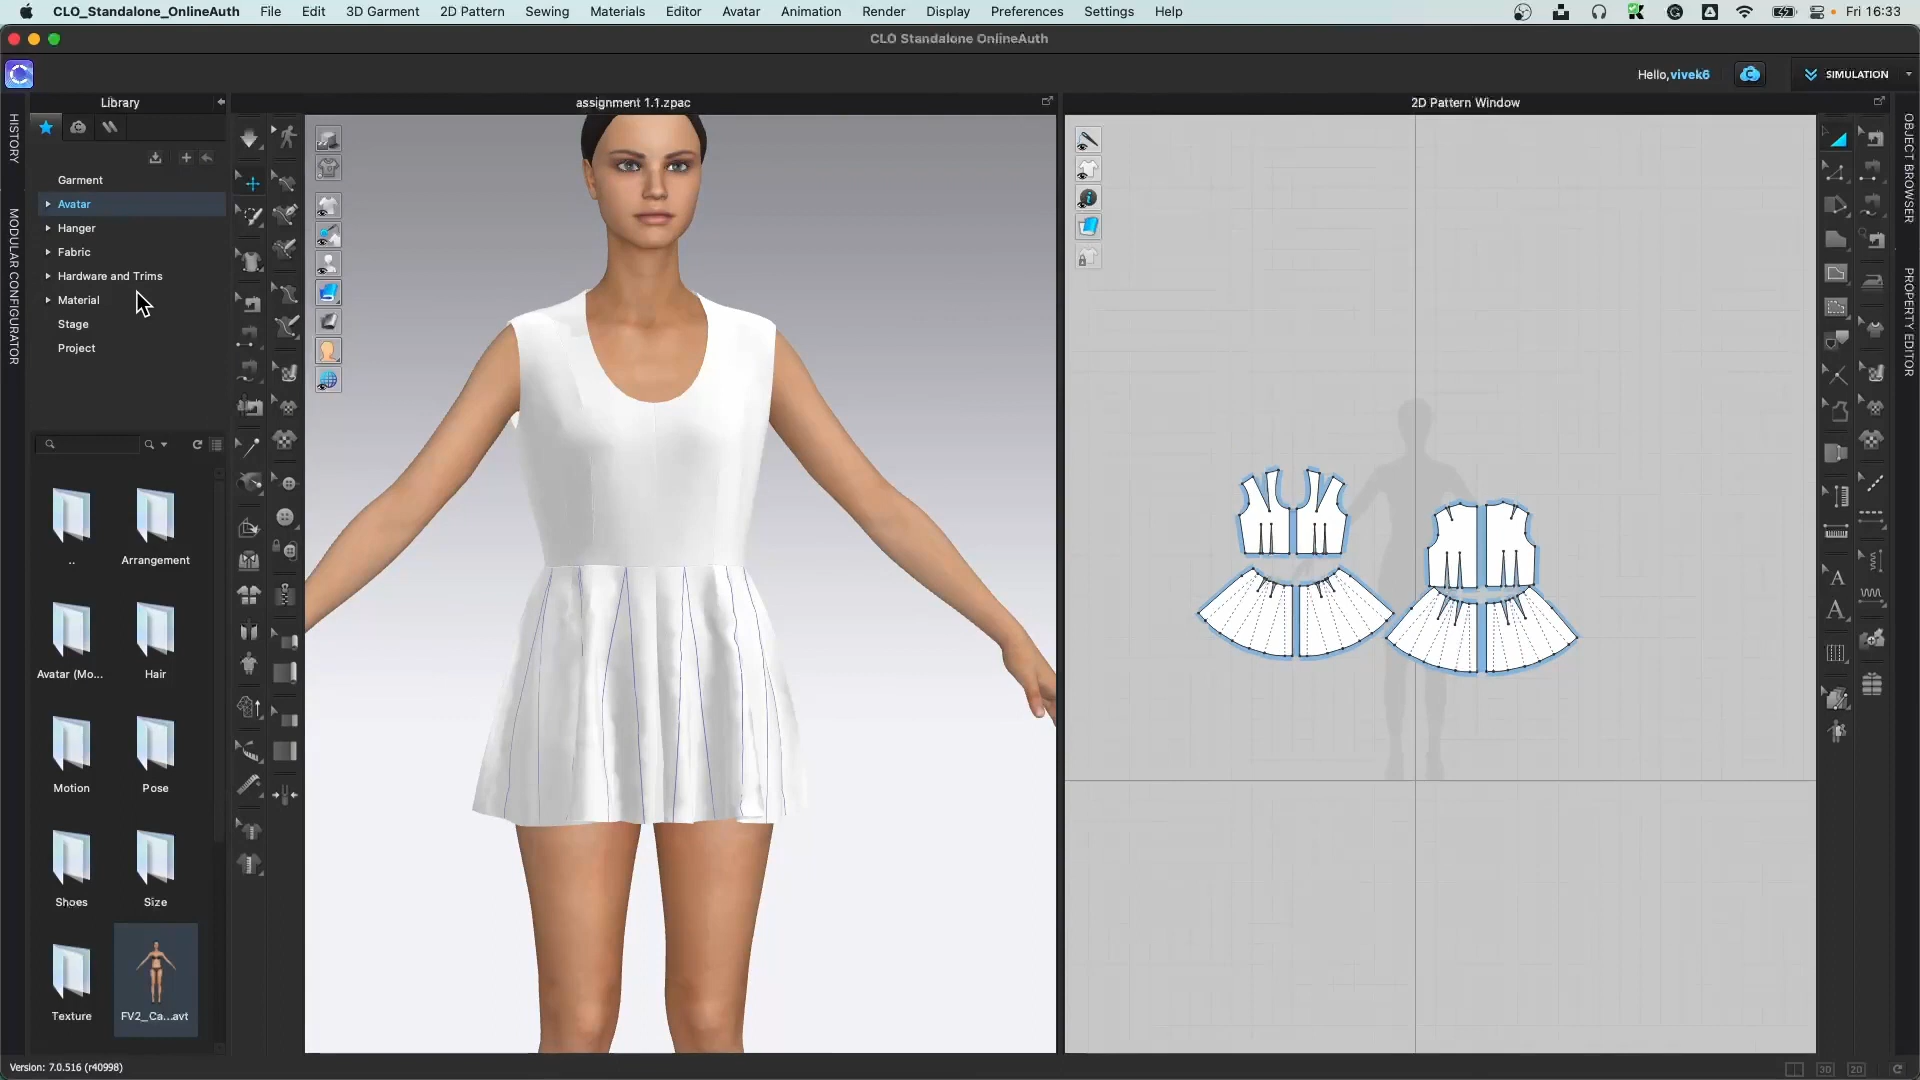 CLO_Standalone_OnlineAuth File Edit 3D Garment 2D Pattern Sewing Materials Editor Avatar Animation Render Display Preferences Settings Help Fri 16:33
CLO Standalone OnlineAuth
Hello,vivek6 SIMULATION
Library assignment 1.1.zpac 2D Pattern Window
HISTORY
MODULAR CONFIGURATOR
OBJECT BROWSER
PROPERTY EDITOR
Garment
Avatar
Hanger
Fabric
Hardware and Trims
Material
Stage
Project
.. Arrangement
Avatar (Mo... Hair
Motion Pose
Shoes Size
Texture FV2_Ca...avt
Version: 7.0.516 (r40998) 3D 2D